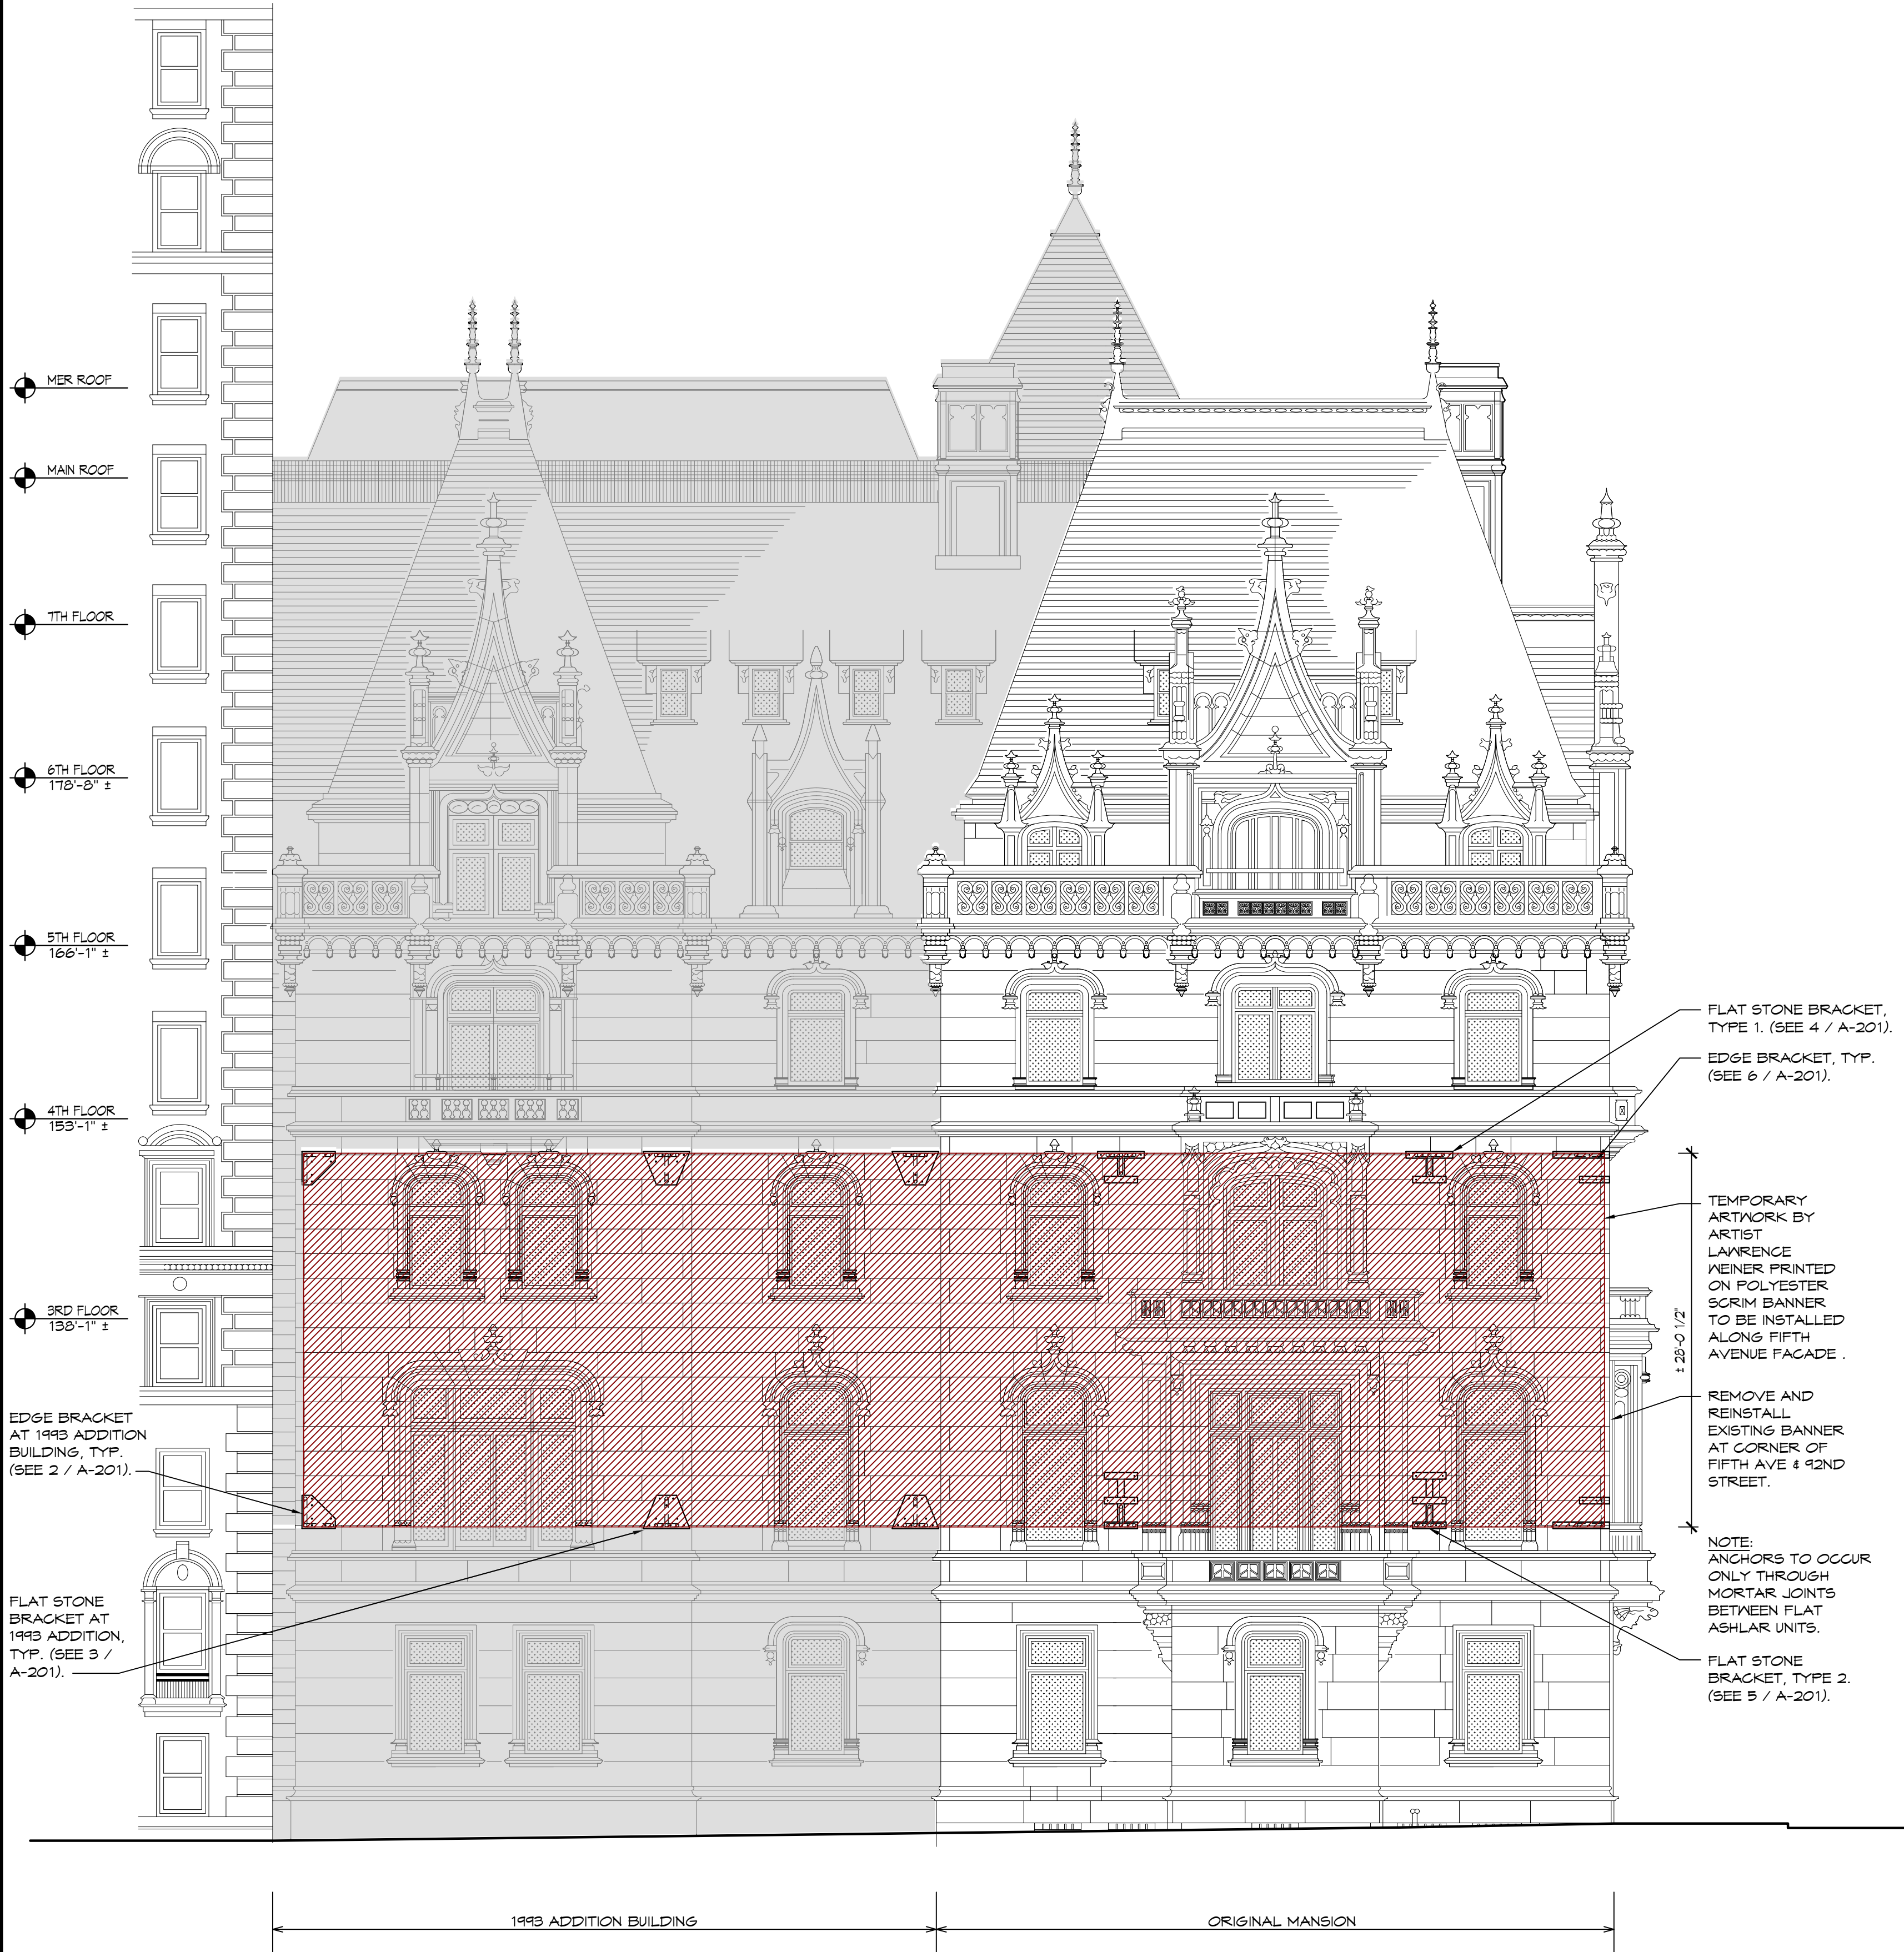 MER ROOF
MAIN ROOF
7TH FLOOR
6TH FLOOR
178'-8" ±
5TH FLOOR
166'-1" ±
4TH FLOOR
153'-1" ±
3RD FLOOR
138'-1" ±
EDGE BRACKET
AT 1993 ADDITION
BUILDING, TYP.
(SEE 2 / A-201).
FLAT STONE
BRACKET AT
1993 ADDITION,
TYP. (SEE 3 /
A-201).
FLAT STONE BRACKET,
TYPE 1. (SEE 4 / A-201).
EDGE BRACKET, TYP.
(SEE 6 / A-201).
TEMPORARY
ARTWORK BY
ARTIST
LAWRENCE
WEINER PRINTED
ON POLYESTER
SCRIM BANNER
TO BE INSTALLED
ALONG FIFTH
AVENUE FACADE .
± 28'-0 1/2"
REMOVE AND
REINSTALL
EXISTING BANNER
AT CORNER OF
FIFTH AVE & 92ND
STREET.
NOTE:
ANCHORS TO OCCUR
ONLY THROUGH
MORTAR JOINTS
BETWEEN FLAT
ASHLAR UNITS.
FLAT STONE
BRACKET, TYPE 2.
(SEE 5 / A-201).
1993 ADDITION BUILDING
ORIGINAL MANSION